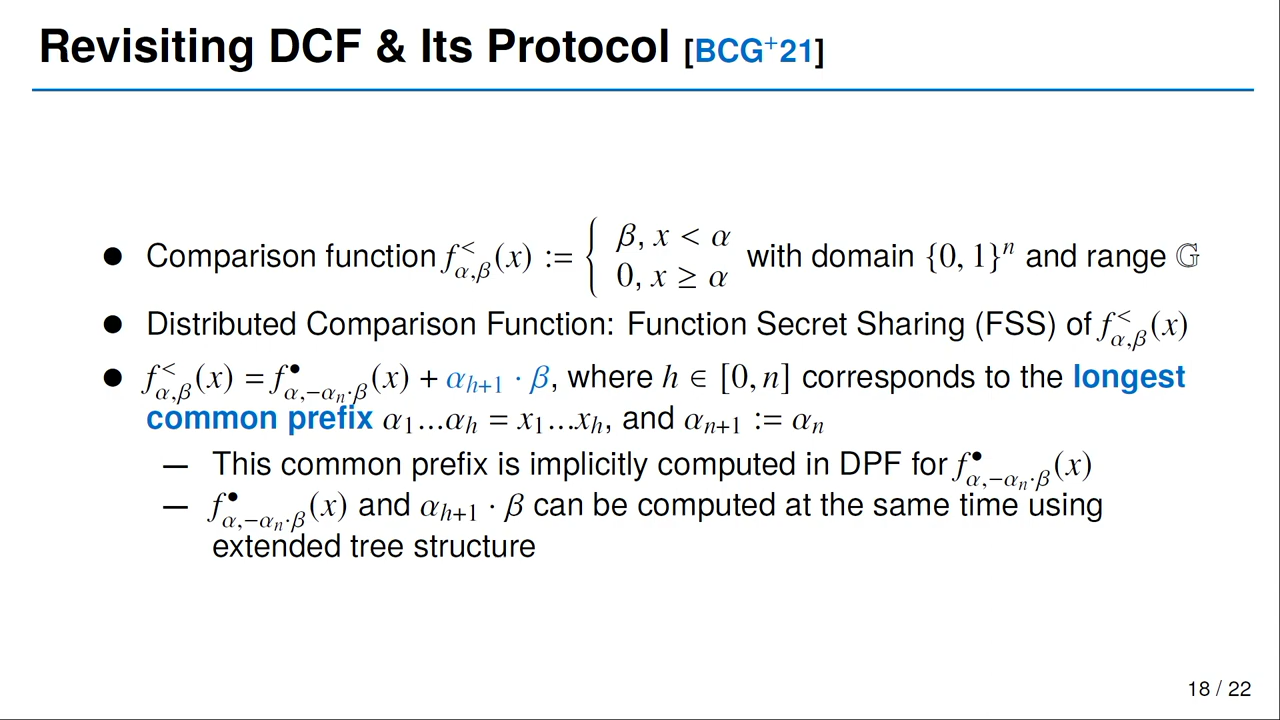 Revisiting DCF & Its Protocol [BCG⁺21]
● Comparison function f^<_{α,β}(x) := { β, x < α
0, x ≥ α with domain {0, 1}^n and range 𝔾
● Distributed Comparison Function: Function Secret Sharing (FSS) of f^<_{α,β}(x)
● f^<_{α,β}(x) = f^•_{α,−α_n·β}(x) + α_{h+1} · β, where h ∈ [0, n] corresponds to the longest
common prefix α_1...α_h = x_1...x_h, and α_{n+1} := α_n
— This common prefix is implicitly computed in DPF for f^•_{α,−α_n·β}(x)
— f^•_{α,−α_n·β}(x) and α_{h+1} · β can be computed at the same time using
extended tree structure
18 / 22